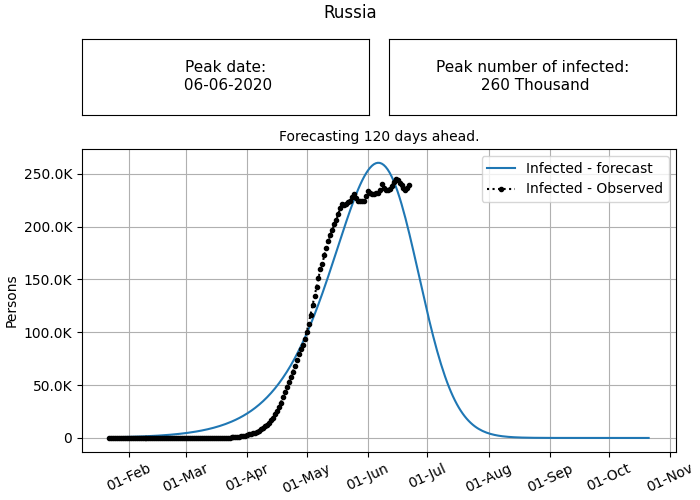 Russia
Peak date:
06-06-2020
Peak number of infected:
260 Thousand
Forecasting 120 days ahead.
Infected - forecast
Infected - Observed
Persons
250.0K
200.0K
150.0K
100.0K
50.0K
0
01-Feb
01-Mar
01-Apr
01-May
01-Jun
01-Jul
01-Aug
01-Sep
01-Oct
01-Nov